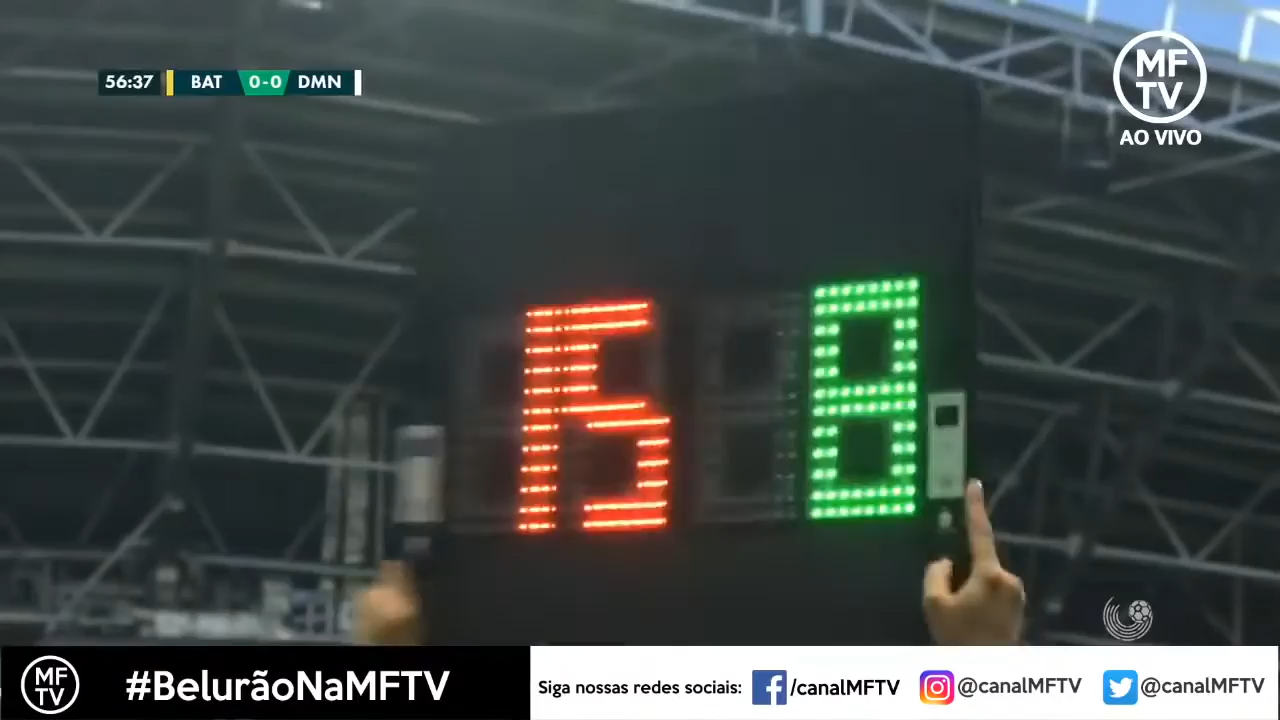 56:37 BAT 0-0 DMN
MF
TV
AO VIVO
15 8
MF
TV
#BelurãoNaMFTV
Siga nossas redes sociais: /canalMFTV @canalMFTV @canalMFTV